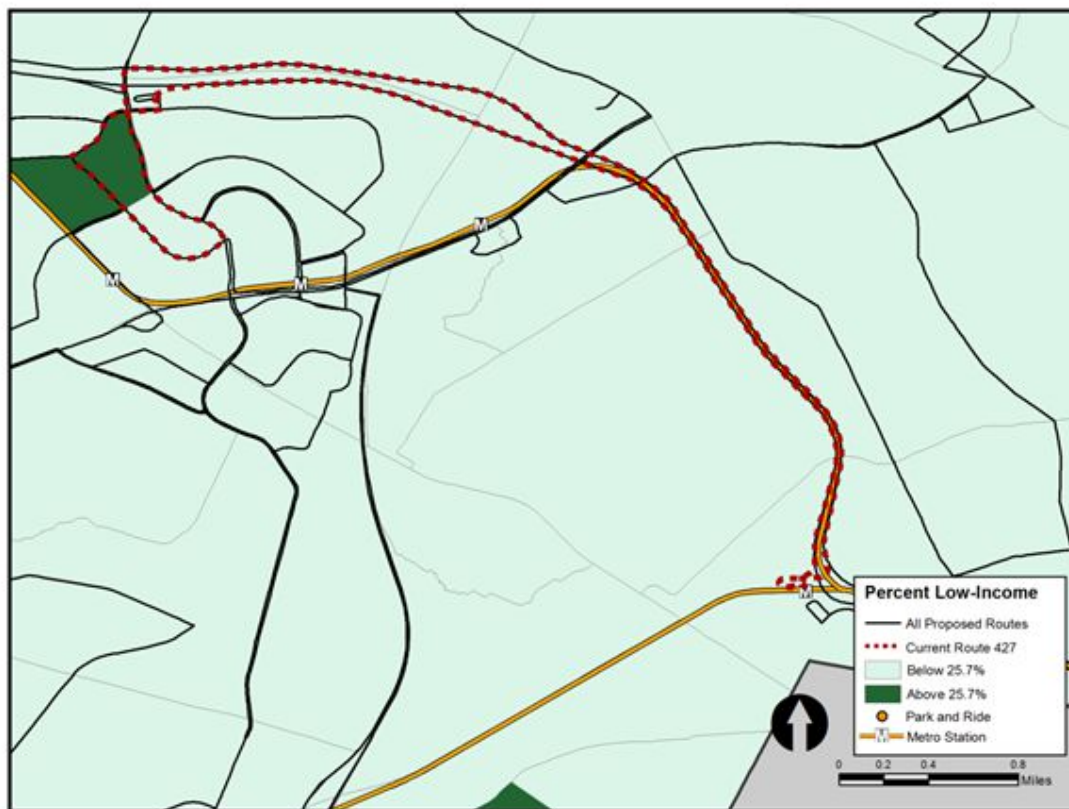 M
M
M
M
Percent Low-Income
All Proposed Routes
Current Route 427
Below 25.7%
Above 25.7%
Park and Ride
M Metro Station
0 0.2 0.4 0.8
Miles